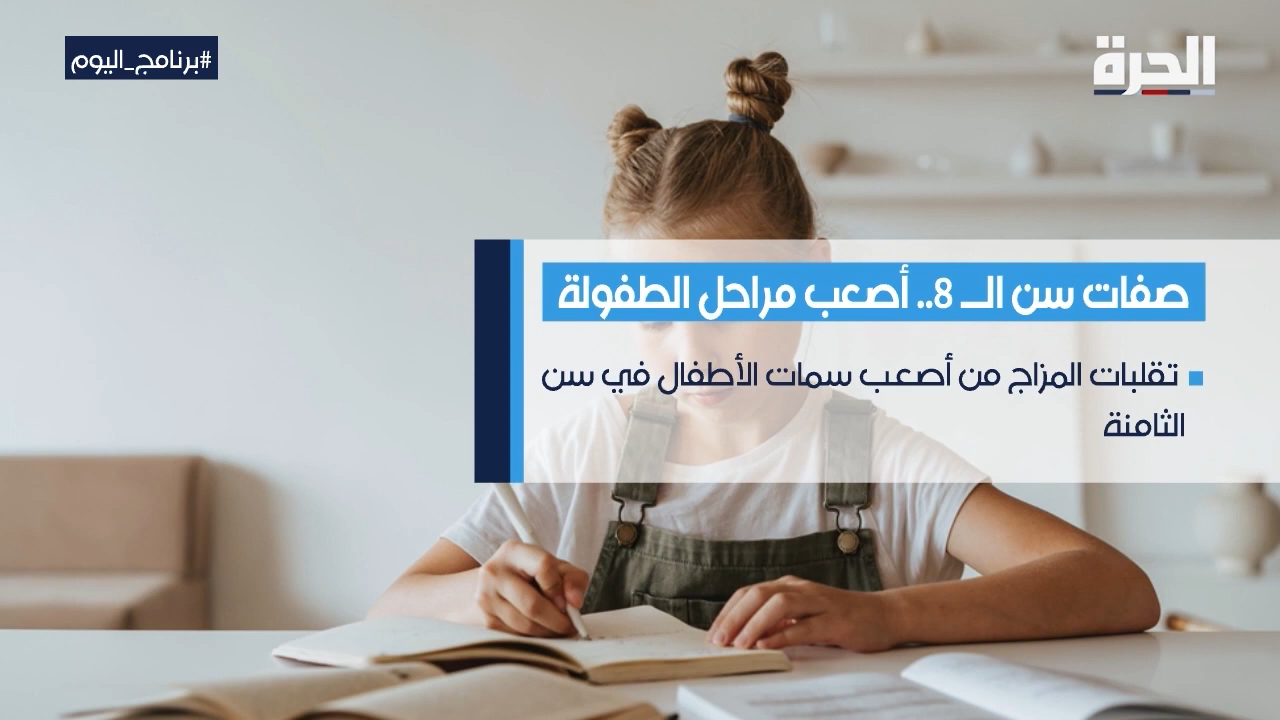 الحرة
#برنامج_اليوم
صفات سن الـ 8.. أصعب مراحل الطفولة
تقلبات المزاج من أصعب سمات الأطفال في سن
الثامنة